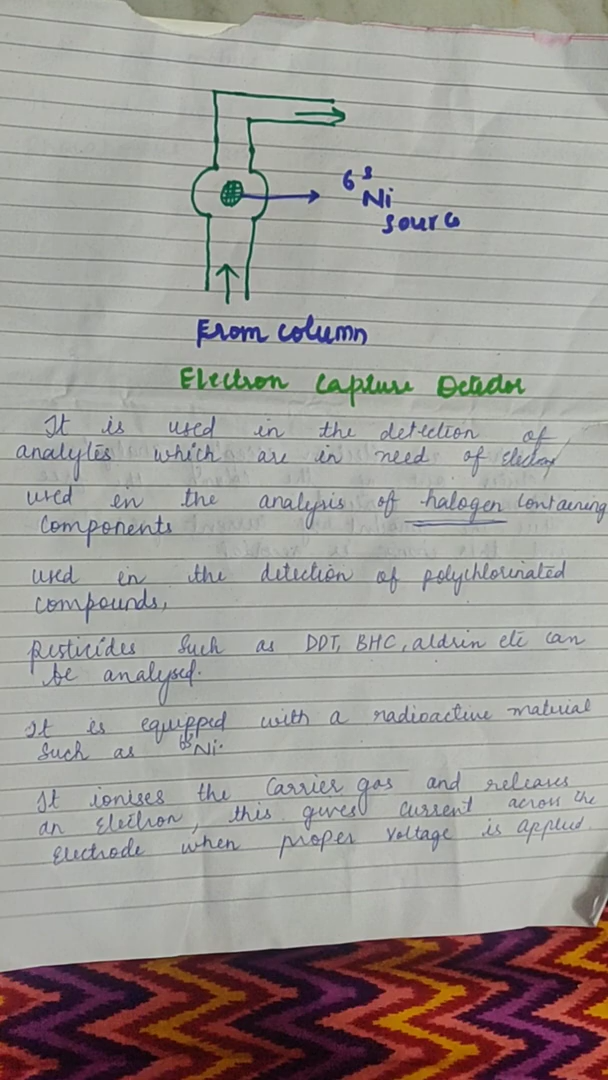 63
Ni
source
From column
Electron Capture Detector
It is used in the detection of
analytes which are in need of
used in the analysis of halogen containing
components
used in the detection of polychlorinated
compounds,
pesticides such as DDT, BHC, aldrin etc can
be analysed.
It is equipped with a radioactive material
such as 63Ni.
It ionises the carrier gas and releases
an electron, this gives current across the
electrode when proper voltage is applied.